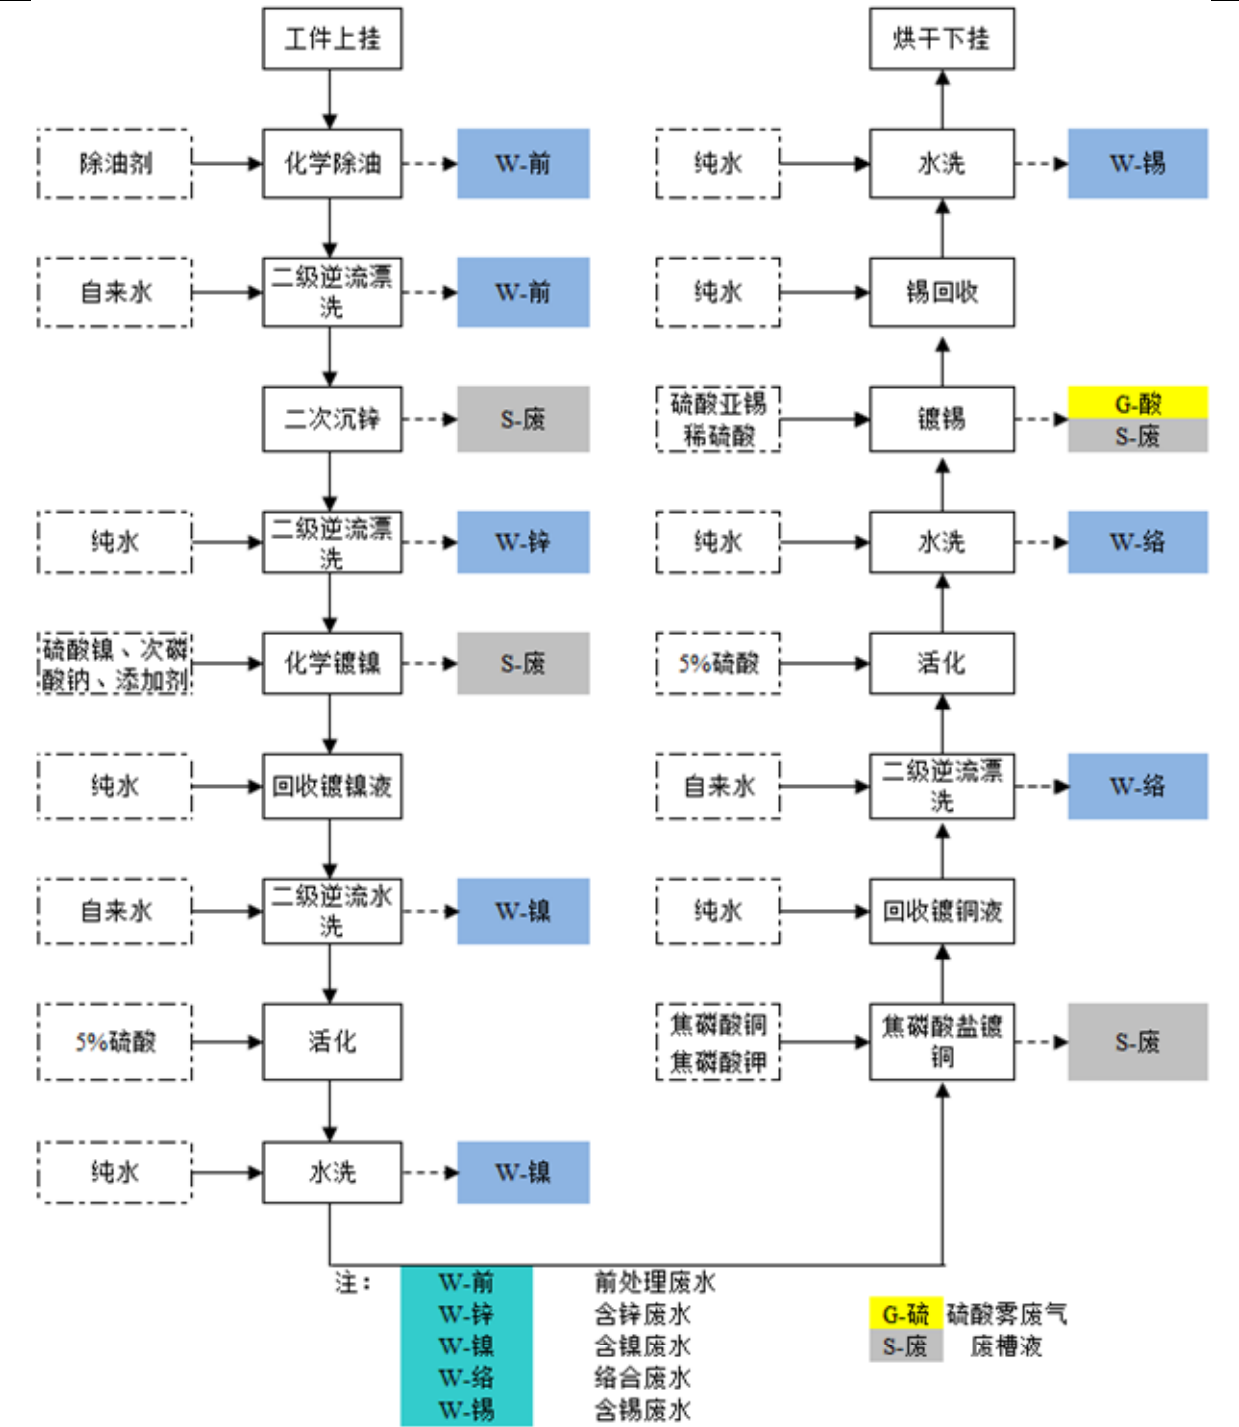 工件上挂
除油剂
化学除油
W-前
自来水
二级逆流漂
洗
W-前
二次沉锌
S-废
纯水
二级逆流漂
洗
W-锌
硫酸镍、次磷
酸钠、添加剂
化学镀镍
S-废
纯水
回收镀镍液
自来水
二级逆流水
洗
W-镍
5%硫酸
活化
纯水
水洗
W-镍
烘干下挂
纯水
水洗
W-锡
纯水
锡回收
硫酸亚锡
稀硫酸
镀锡
G-酸
S-废
纯水
水洗
W-络
5%硫酸
活化
自来水
二级逆流漂
洗
W-络
纯水
回收镀铜液
焦磷酸铜
焦磷酸钾
焦磷酸盐镀
铜
S-废
注：
W-前 前处理废水
W-锌 含锌废水
W-镍 含镍废水
W-络 络合废水
W-锡 含锡废水
G-硫 硫酸雾废气
S-废 废槽液